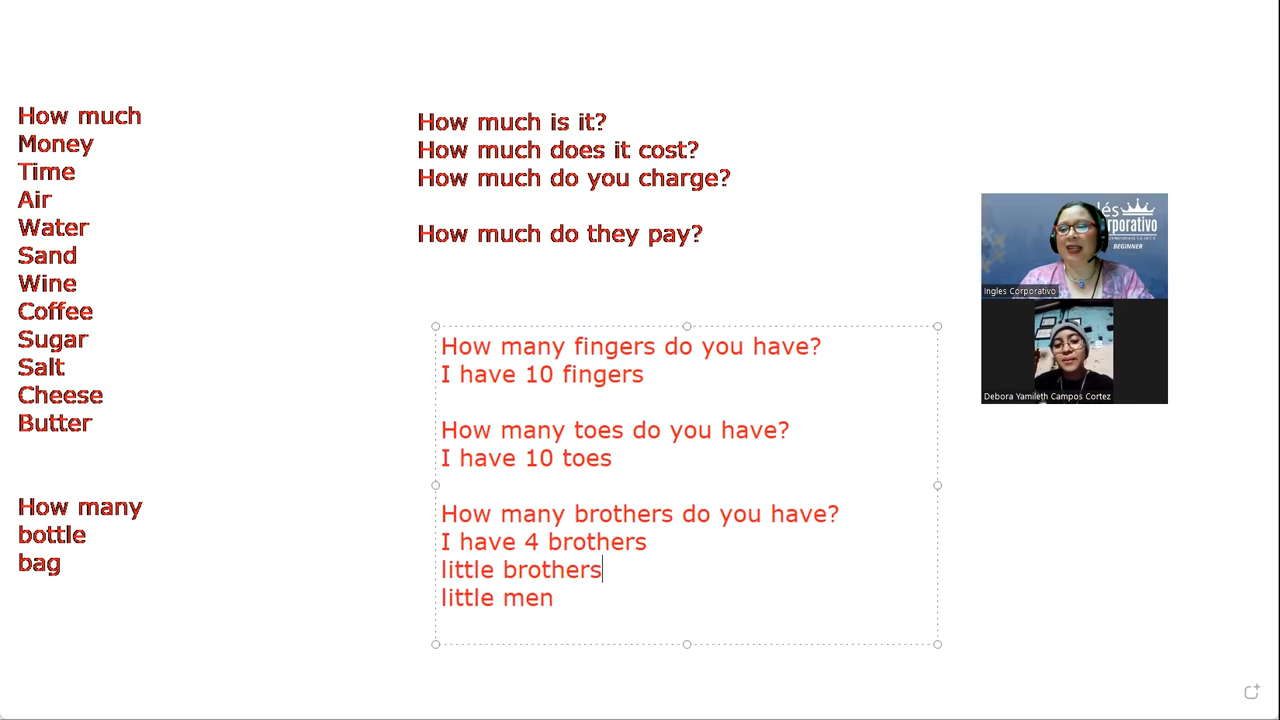 How much
Money
Time
Air
Water
Sand
Wine
Coffee
Sugar
Salt
Cheese
Butter
How many
bottle
bag
How much is it?
How much does it cost?
How much do you charge?
How much do they pay?
How many fingers do you have?
I have 10 fingers
How many toes do you have?
I have 10 toes
How many brothers do you have?
I have 4 brothers
little brothers
little men
BEGINNER
Ingles Corporativo
Debora Yamileth Campos Cortez